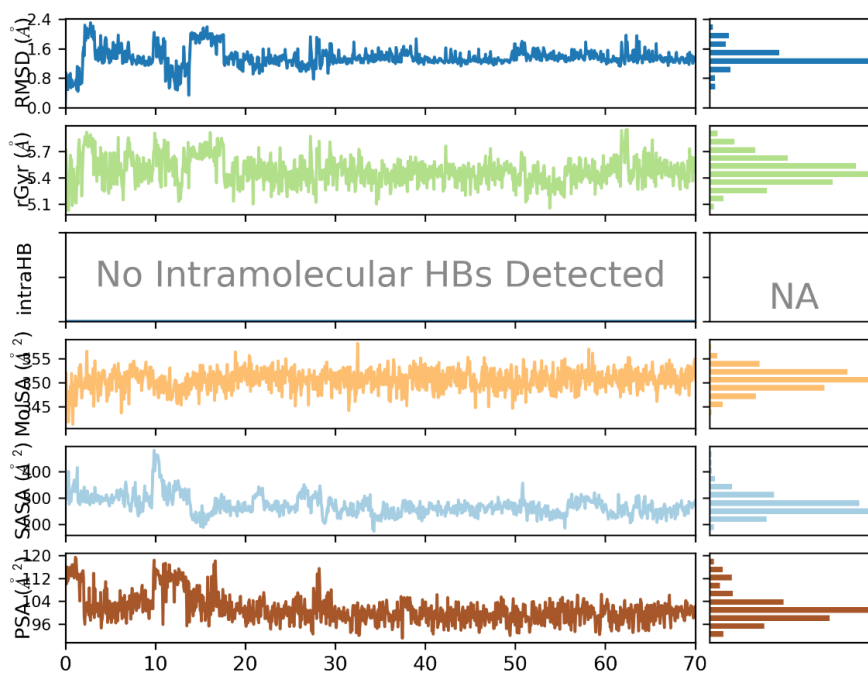 2.4
1.6
0.8
0.0
RMSD (Å)
5.7
5.4
5.1
rGyr (Å)
intraHB
No Intramolecular HBs Detected
NA
355
350
345
MolSA (Å²)
400
300
200
SASA (Å²)
120
112
104
96
PSA (Å²)
0 10 20 30 40 50 60 70